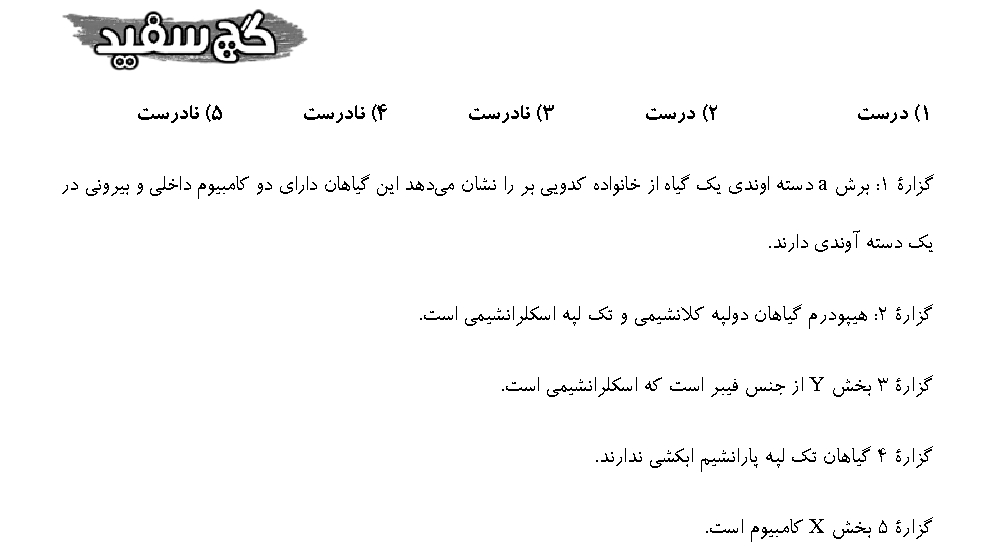 گچ سفید
۱) درست ۲) درست ۳) نادرست ۴) نادرست ۵) نادرست
گزارهٔ ۱: برش a دسته اوندی یک گیاه از خانواده کدویی بر را نشان می‌دهد این گیاهان دارای دو کامبیوم داخلی و بیرونی در
یک دسته آوندی دارند.
گزارهٔ ۲: هیپودرم گیاهان دولپه کلانشیمی و تک لپه اسکلرانشیمی است.
گزارهٔ ۳ بخش Y از جنس فیبر است که اسکلرانشیمی است.
گزارهٔ ۴ گیاهان تک لپه پارانشیم ابکشی ندارند.
گزارهٔ ۵ بخش X کامبیوم است.